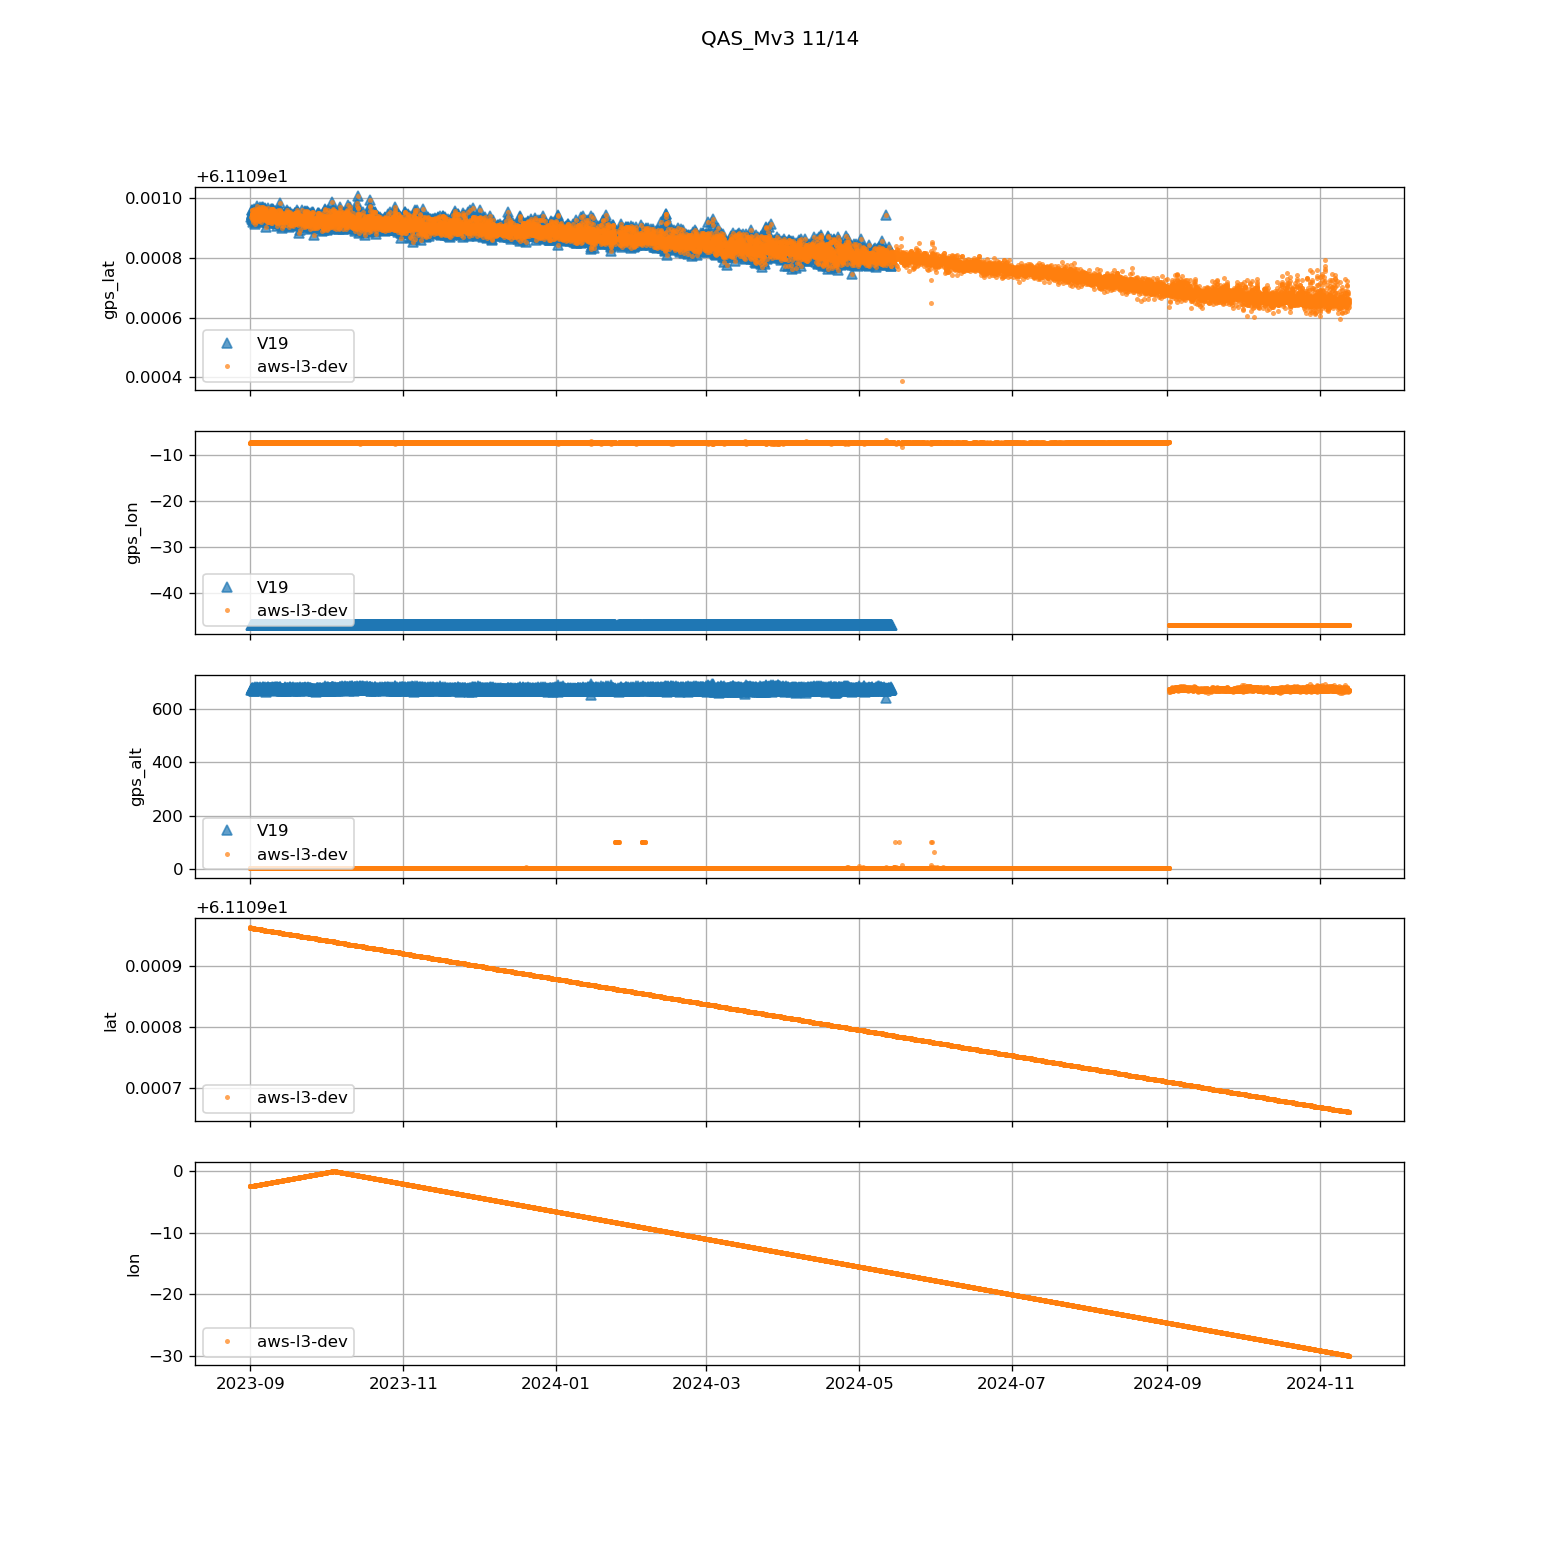 QAS_Mv3 11/14
+6.1109e1
0.0010
0.0008
0.0006
0.0004
gps_lat
V19
aws-l3-dev
−10
−20
−30
−40
gps_lon
V19
aws-l3-dev
600
400
200
0
gps_alt
V19
aws-l3-dev
+6.1109e1
0.0009
0.0008
0.0007
lat
aws-l3-dev
0
−10
−20
−30
lon
aws-l3-dev
2023-09 2023-11 2024-01 2024-03 2024-05 2024-07 2024-09 2024-11